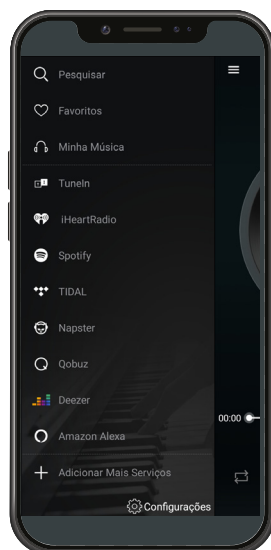 Pesquisar
Favoritos
Minha Música
TuneIn
iHeartRadio
Spotify
TIDAL
Napster
Qobuz
Deezer
00:00
Amazon Alexa
Adicionar Mais Serviços
Configurações